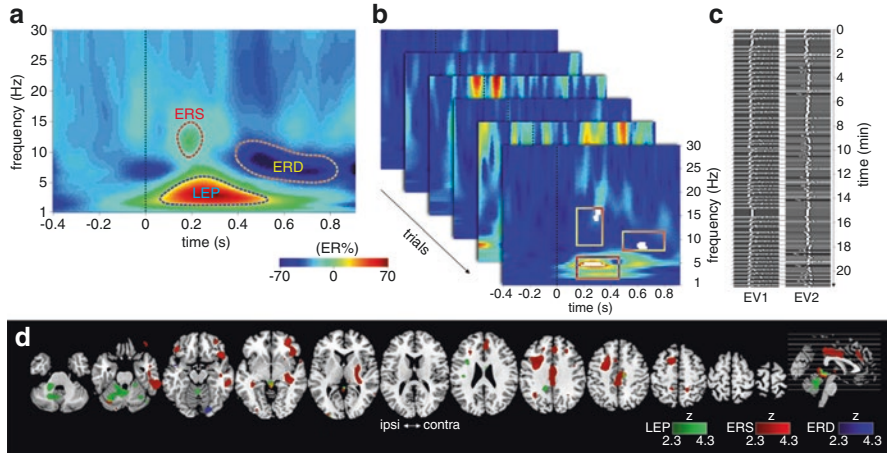 a
30
25
20
15
10
5
1
frequency (Hz)
ERS
ERD
LEP
-0.4 -0.2 0 0.2 0.4 0.6 0.8
time (s)
(ER%)
-70 0 70
b
trials
30
25
20
15
10
5
1
frequency (Hz)
-0.4 -0.2 0 0.2 0.4 0.6 0.8
time (s)
c
0
2
4
6
8
10
12
14
16
18
20
time (min)
EV1 EV2
d
ipsi ↔ contra
LEP z 2.3 4.3
ERS z 2.3 4.3
ERD z 2.3 4.3